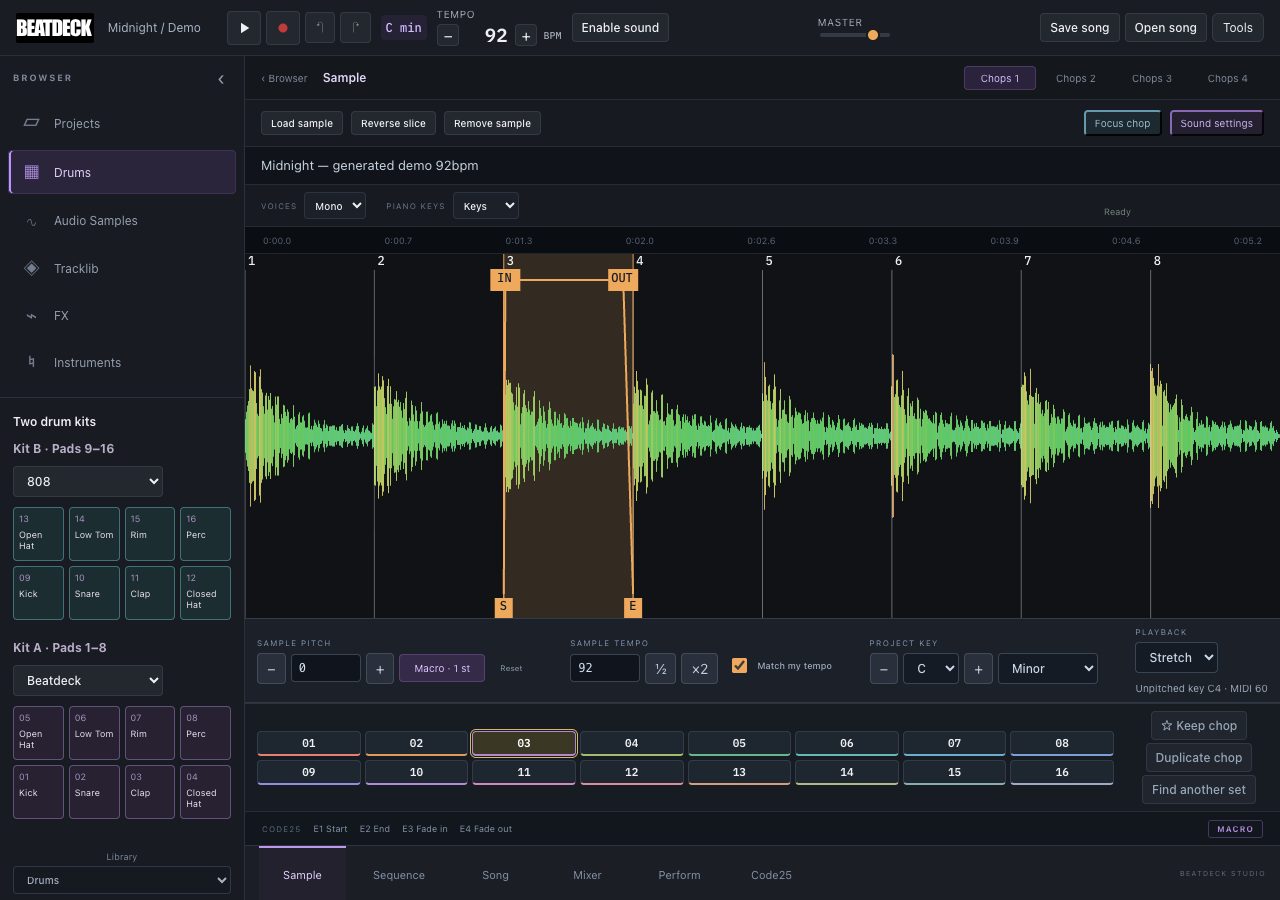 BEATDECK
Midnight / Demo
C min
TEMPO
− 92 + BPM
Enable sound
MASTER
Save song
Open song
Tools
BROWSER
Projects
Drums
Audio Samples
Tracklib
FX
Instruments
Two drum kits
Kit B · Pads 9–16
808
13 Open Hat
14 Low Tom
15 Rim
16 Perc
09 Kick
10 Snare
11 Clap
12 Closed Hat
Kit A · Pads 1–8
Beatdeck
05 Open Hat
06 Low Tom
07 Rim
08 Perc
01 Kick
02 Snare
03 Clap
04 Closed Hat
Library
Drums
‹ Browser
Sample
Chops 1
Chops 2
Chops 3
Chops 4
Load sample
Reverse slice
Remove sample
Focus chop
Sound settings
Midnight — generated demo 92bpm
VOICES
Mono
PIANO KEYS
Keys
Ready
0:00.0 0:00.7 0:01.3 0:02.0 0:02.6 0:03.3 0:03.9 0:04.6 0:05.2
1 2 3 4 5 6 7 8
IN OUT
S E
SAMPLE PITCH
− 0 +
Macro · 1 st
Reset
SAMPLE TEMPO
92 ½ ×2
Match my tempo
PROJECT KEY
− C + Minor
PLAYBACK
Stretch
Unpitched key C4 · MIDI 60
01 02 03 04 05 06 07 08
09 10 11 12 13 14 15 16
☆ Keep chop
Duplicate chop
Find another set
CODE25 E1 Start E2 End E3 Fade in E4 Fade out
MACRO
Sample
Sequence
Song
Mixer
Perform
Code25
BEATDECK STUDIO